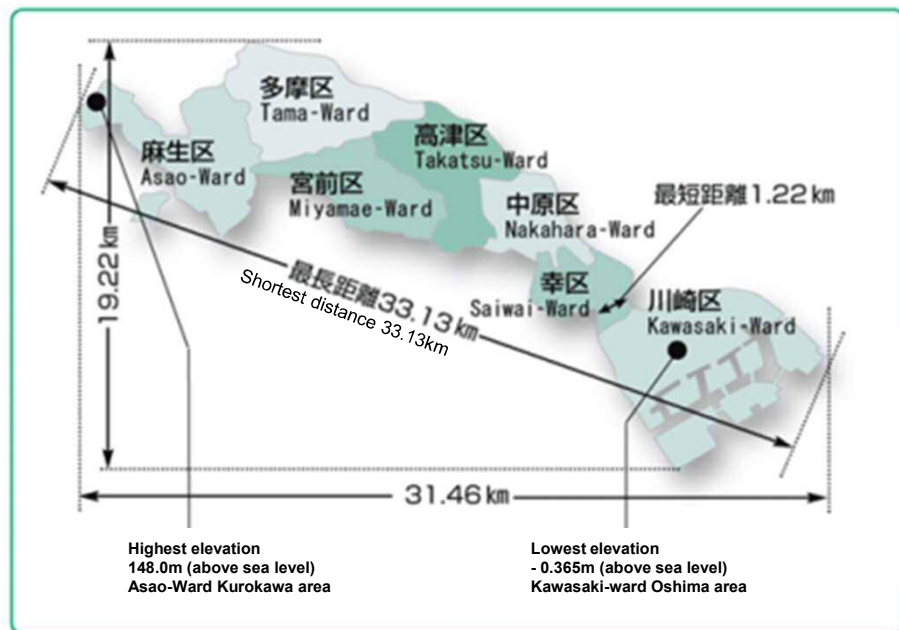 多摩区
Tama-Ward
高津区
Takatsu-Ward
麻生区
Asao-Ward
宮前区
Miyamae-Ward
中原区
Nakahara-Ward
最短距離1.22km
幸区
Saiwai-Ward
川崎区
Kawasaki-Ward
19.22km
最長距離33.13km
Shortest distance 33.13km
31.46km
Highest elevation
148.0m (above sea level)
Asao-Ward Kurokawa area
Lowest elevation
- 0.365m (above sea level)
Kawasaki-ward Oshima area